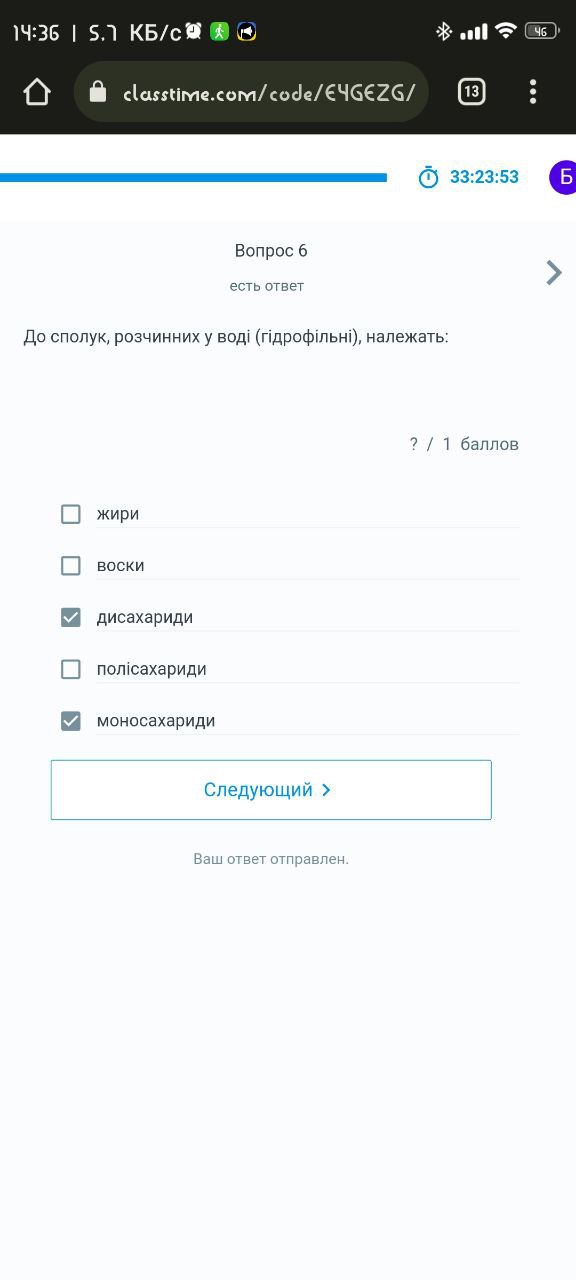 14:36 | 5.7 КБ/с
46
classtime.com/code/E4GEZG/
13
33:23:53
Б
Вопрос 6
есть ответ
До сполук, розчинних у воді (гідрофільні), належать:
? / 1 баллов
жири
воски
дисахариди
полісахариди
моносахариди
Следующий
Ваш ответ отправлен.